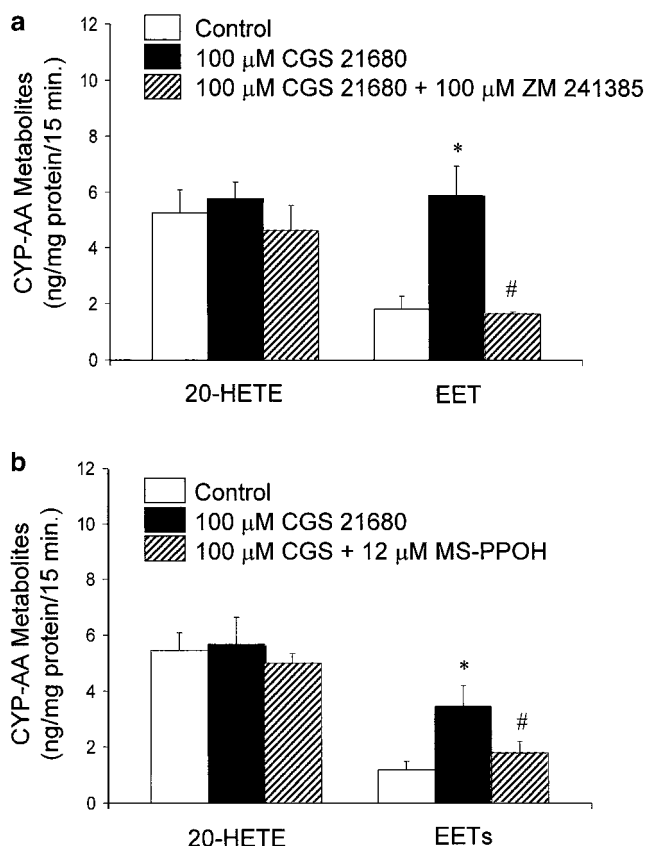 a
Control
100 μM CGS 21680
100 μM CGS 21680 + 100 μM ZM 241385
CYP-AA Metabolites
(ng/mg protein/15 min.)
12
10
8
6
4
2
0
*
#
20-HETE
EET
b
Control
100 μM CGS 21680
100 μM CGS + 12 μM MS-PPOH
CYP-AA Metabolites
(ng/mg protein/15 min.)
12
10
8
6
4
2
0
*
#
20-HETE
EETs